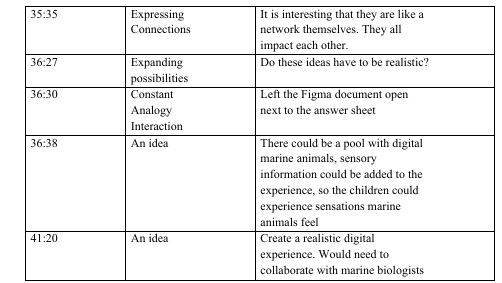 35:35 Expressing It is interesting that they are like a
Connections network themselves. They all
impact each other.
36:27 Expanding Do these ideas have to be realistic?
possibilities
36:30 Constant Left the Figma document open
Analogy next to the answer sheet
Interaction
36:38 An idea There could be a pool with digital
marine animals, sensory
information could be added to the
experience, so the children could
experience sensations marine
animals feel
41:20 An idea Create a realistic digital
experience. Would need to
collaborate with marine biologists